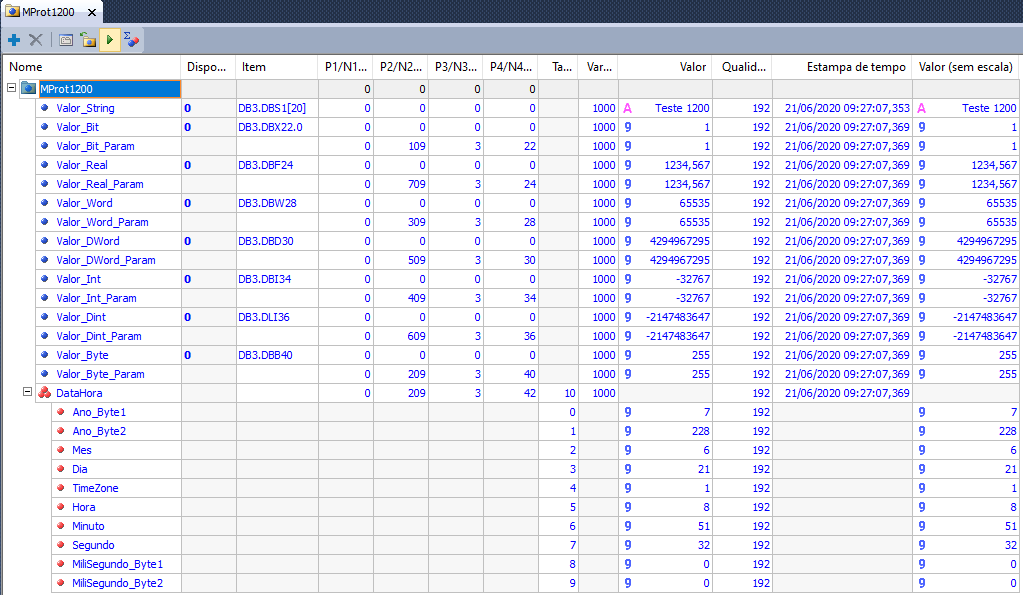 MProt1200
Nome Dispo... Item P1/N1... P2/N2... P3/N3... P4/N4... Ta... Var... Valor Qualid... Estampa de tempo Valor (sem escala)
MProt1200 0 0 0 0
Valor_String 0 DB3.DBS1[20] 0 0 0 0 1000 A Teste 1200 192 21/06/2020 09:27:07,353 A Teste 1200
Valor_Bit 0 DB3.DBX22.0 0 0 0 0 1000 9 1 192 21/06/2020 09:27:07,369 9 1
Valor_Bit_Param 0 109 3 22 1000 9 1 192 21/06/2020 09:27:07,369 9 1
Valor_Real 0 DB3.DBF24 0 0 0 0 1000 9 1234,567 192 21/06/2020 09:27:07,369 9 1234,567
Valor_Real_Param 0 709 3 24 1000 9 1234,567 192 21/06/2020 09:27:07,369 9 1234,567
Valor_Word 0 DB3.DBW28 0 0 0 0 1000 9 65535 192 21/06/2020 09:27:07,369 9 65535
Valor_Word_Param 0 309 3 28 1000 9 65535 192 21/06/2020 09:27:07,369 9 65535
Valor_DWord 0 DB3.DBD30 0 0 0 0 1000 9 4294967295 192 21/06/2020 09:27:07,369 9 4294967295
Valor_DWord_Param 0 509 3 30 1000 9 4294967295 192 21/06/2020 09:27:07,369 9 4294967295
Valor_Int 0 DB3.DBI34 0 0 0 0 1000 9 -32767 192 21/06/2020 09:27:07,369 9 -32767
Valor_Int_Param 0 409 3 34 1000 9 -32767 192 21/06/2020 09:27:07,369 9 -32767
Valor_Dint 0 DB3.DLI36 0 0 0 0 1000 9 -2147483647 192 21/06/2020 09:27:07,369 9 -2147483647
Valor_Dint_Param 0 609 3 36 1000 9 -2147483647 192 21/06/2020 09:27:07,369 9 -2147483647
Valor_Byte 0 DB3.DBB40 0 0 0 0 1000 9 255 192 21/06/2020 09:27:07,369 9 255
Valor_Byte_Param 0 209 3 40 1000 9 255 192 21/06/2020 09:27:07,369 9 255
DataHora 0 209 3 42 10 1000 192 21/06/2020 09:27:07,369
Ano_Byte1 0 9 7 192 9 7
Ano_Byte2 1 9 228 192 9 228
Mes 2 9 6 192 9 6
Dia 3 9 21 192 9 21
TimeZone 4 9 1 192 9 1
Hora 5 9 8 192 9 8
Minuto 6 9 51 192 9 51
Segundo 7 9 32 192 9 32
MiliSegundo_Byte1 8 9 0 192 9 0
MiliSegundo_Byte2 9 9 0 192 9 0